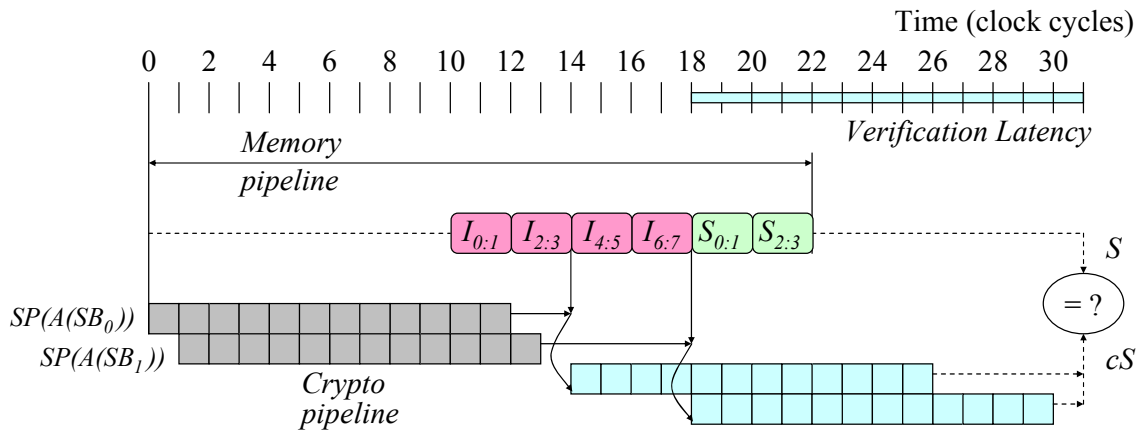 Time (clock cycles)
0 2 4 6 8 10 12 14 16 18 20 22 24 26 28 30
Memory
pipeline
Verification Latency
I0:1 I2:3 I4:5 I6:7 S0:1 S2:3
S
= ?
SP(A(SB0))
SP(A(SB1))
cS
Crypto
pipeline